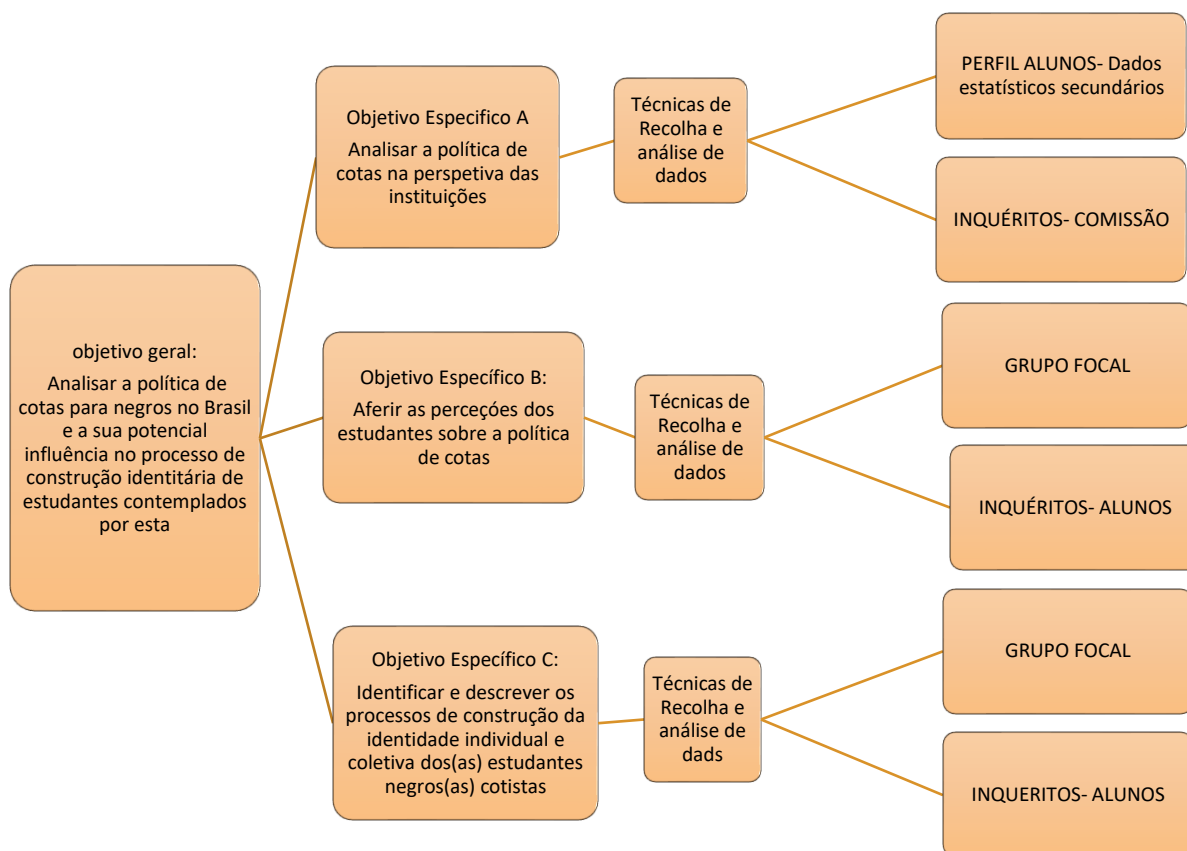 objetivo geral:
Analisar a política de
cotas para negros no Brasil
e a sua potencial
influência no processo de
construção identitária de
estudantes contemplados
por esta
Objetivo Especifico A
Analisar a política de
cotas na perspetiva das
instituições
Técnicas de
Recolha e
análise de
dados
PERFIL ALUNOS- Dados
estatísticos secundários
INQUÉRITOS- COMISSÃO
Objetivo Específico B:
Aferir as perceções dos
estudantes sobre a política
de cotas
Técnicas de
Recolha e
análise de
dados
GRUPO FOCAL
INQUÉRITOS- ALUNOS
Objetivo Específico C:
Identificar e descrever os
processos de construção da
identidade individual e
coletiva dos(as) estudantes
negros(as) cotistas
Técnicas de
Recolha e
análise de
dads
GRUPO FOCAL
INQUERITOS- ALUNOS